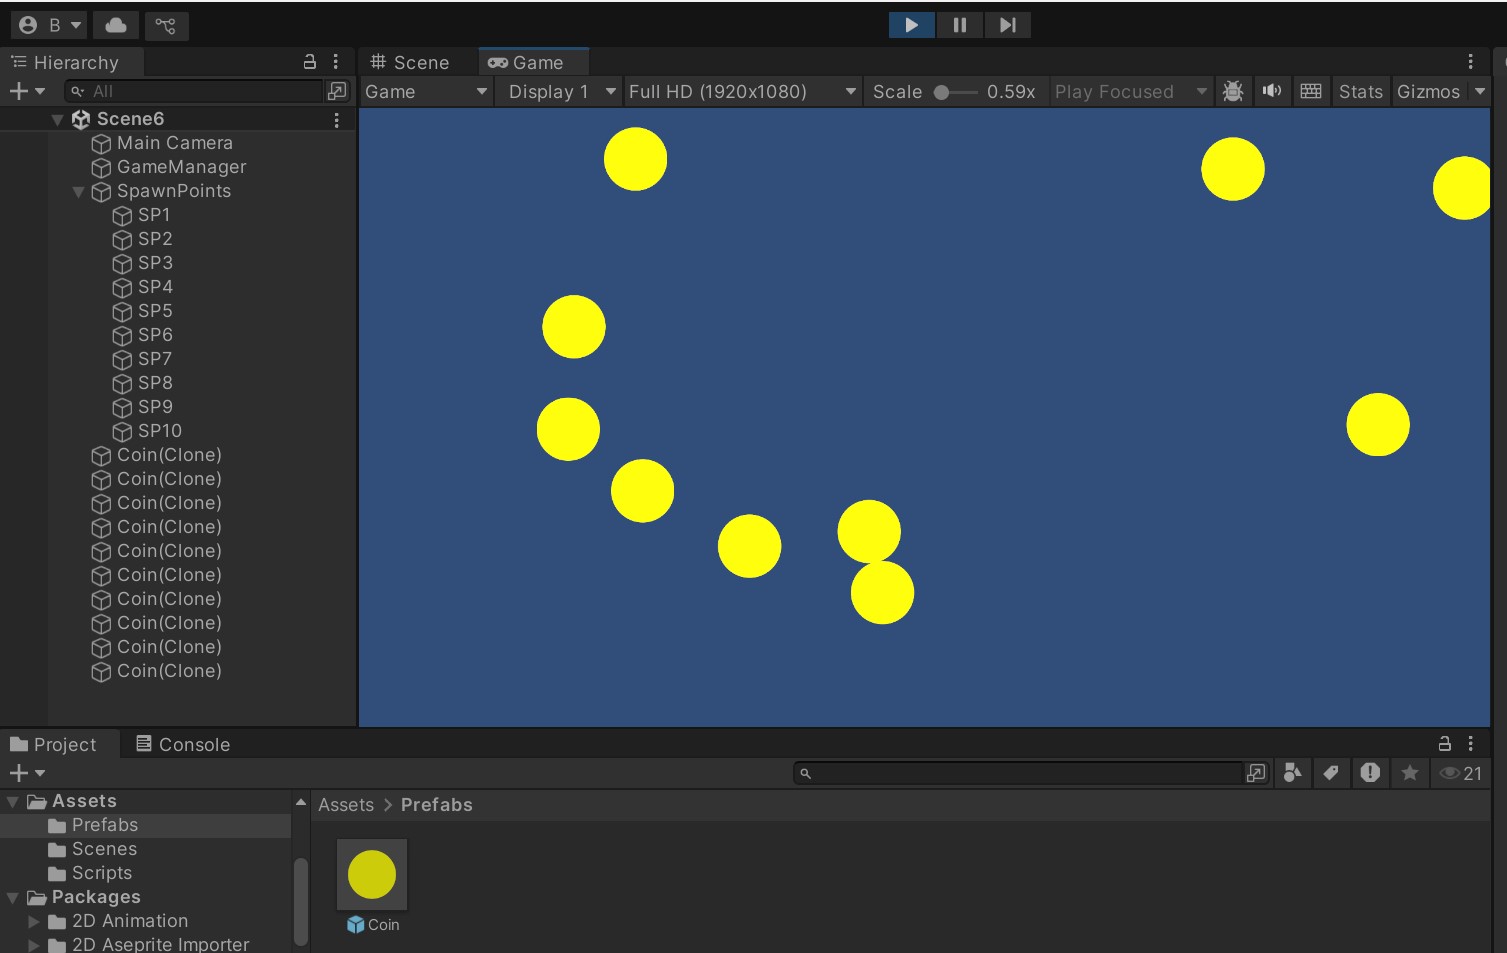 B
Hierarchy
Scene
Game
All
Game
Display 1
Full HD (1920x1080)
Scale
0.59x
Play Focused
Stats
Gizmos
Scene6
Main Camera
GameManager
SpawnPoints
SP1
SP2
SP3
SP4
SP5
SP6
SP7
SP8
SP9
SP10
Coin(Clone)
Coin(Clone)
Coin(Clone)
Coin(Clone)
Coin(Clone)
Coin(Clone)
Coin(Clone)
Coin(Clone)
Coin(Clone)
Coin(Clone)
Project
Console
21
Assets
Prefabs
Scenes
Scripts
Packages
2D Animation
2D Aseprite Importer
Assets > Prefabs
Coin